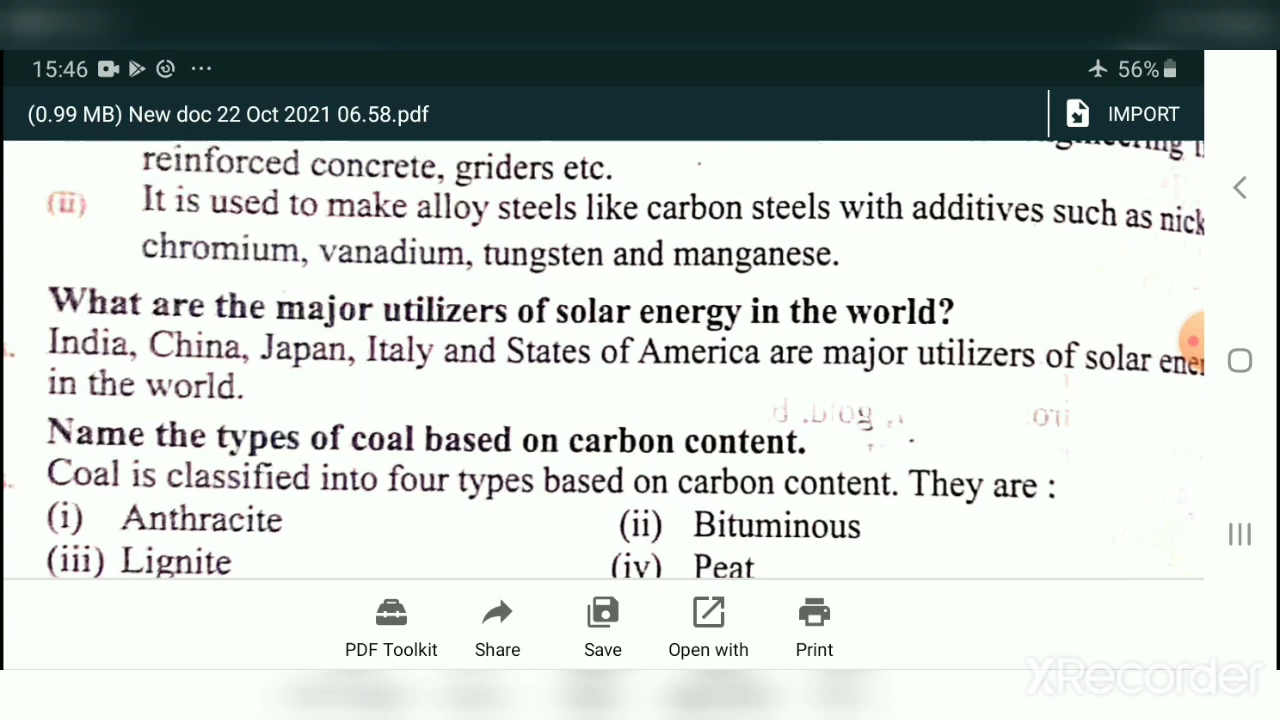 15:46 ... 56%
(0.99 MB) New doc 22 Oct 2021 06.58.pdf IMPORT
reinforced concrete, griders etc.
(ii) It is used to make alloy steels like carbon steels with additives such as nick
chromium, vanadium, tungsten and manganese.
What are the major utilizers of solar energy in the world?
India, China, Japan, Italy and States of America are major utilizers of solar ener
in the world.
Name the types of coal based on carbon content.
Coal is classified into four types based on carbon content. They are :
(i) Anthracite (ii) Bituminous
(iii) Lignite (iv) Peat
PDF Toolkit Share Save Open with Print
XRecorder